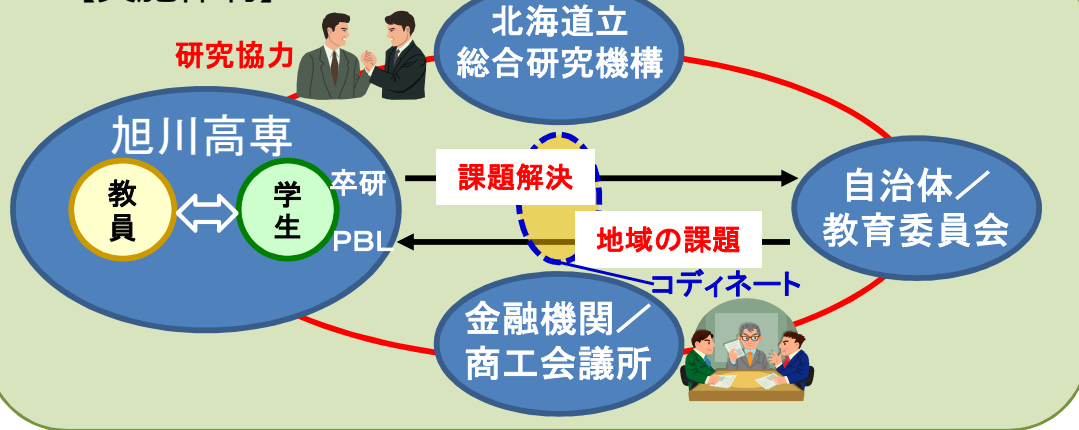 研究協力
北海道立
総合研究機構
旭川高専
教
員
学
生
卒研
PBL
課題解決
地域の課題
自治体／
教育委員会
コディネート
金融機関／
商工会議所